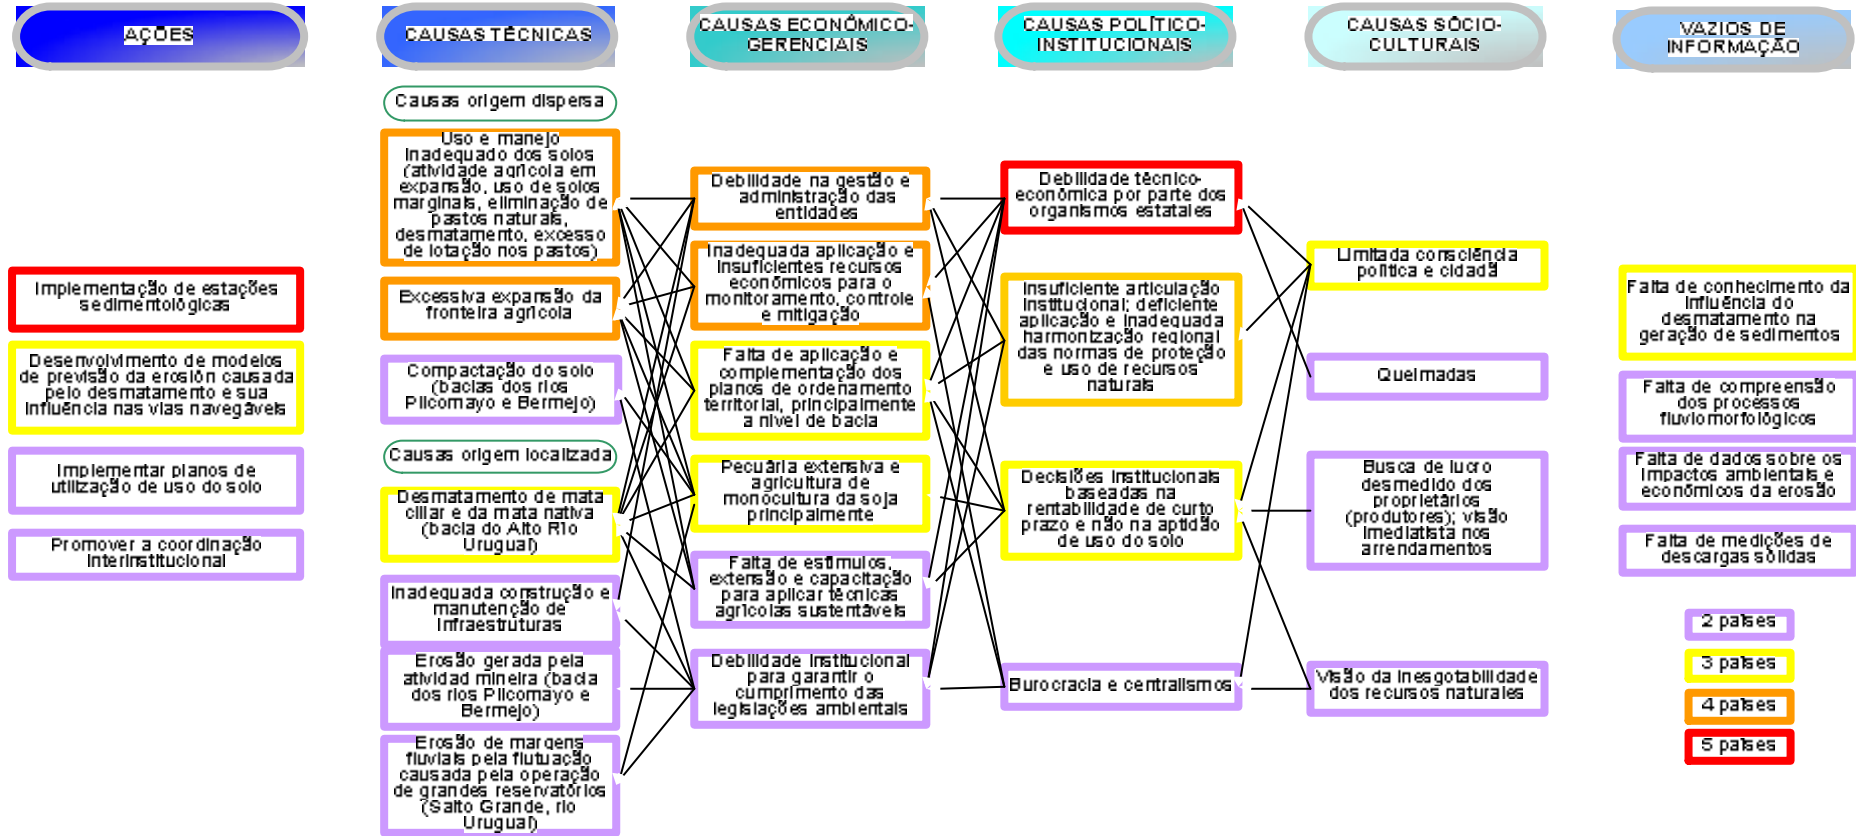 AÇÕES
CAUSAS TÉCNICAS
CAUSAS ECONÔMICO-
GERENCIAIS
CAUSAS POLÍTICO-
INSTITUCIONAIS
CAUSAS SÓCIO-
CULTURAIS
VAZIOS DE
INFORMAÇÃO
Implementação de estações
sedimentológicas
Desenvolvimento de modelos
de previsão da erosión causada
pelo desmatamento e sua
influência nas vias navegáveis
Implementar planos de
utilização de uso do solo
Promover a coordinação
interinstitucional
Causas origem dispersa
Uso e manejo
inadequado dos solos
(atividade agrícola em
expansão, uso de solos
marginais, eliminação de
pastos naturais,
desmatamento, excesso
de lotação nos pastos)
Excessiva expansão da
fronteira agrícola
Compactação do solo
(bacias dos rios
Pilcomayo e Bermejo)
Causas origem localizada
Desmatamento de mata
ciliar e da mata nativa
(bacia do Alto Rio
Uruguai)
Inadequada construção e
manutenção de
infraestruturas
Erosão gerada pela
atividad mineira (bacia
dos rios Pilcomayo e
Bermejo)
Erosão de margens
fluviais pela flutuação
causada pela operação
de grandes reservatórios
(Salto Grande, rio
Uruguai)
Debilidade na gestão e
administração das
entidades
Inadequada aplicação e
insuficientes recursos
econômicos para o
monitoramento, controle
e mitigação
Falta de aplicação e
complementação dos
planos de ordenamento
territorial, principalmente
a nível de bacia
Pecuária extensiva e
agricultura de
monocultura da soja
principalmente
Falta de estímulos,
extensão e capacitação
para aplicar técnicas
agrícolas sustentáveis
Debilidade institucional
para garantir o
cumprimento das
legislações ambientais
Debilidade técnico-
econômica por parte dos
organismos estatales
Insuficiente articulação
institucional; deficiente
aplicação e inadequada
harmonização regional
das normas de proteção
e uso de recursos
naturais
Decisões institucionais
baseadas na
rentabilidade de curto
prazo e não na aptidão
de uso do solo
Burocracia e centralismos
Limitada consciência
política e cidadã
Queimadas
Busca de lucro
desmedido dos
proprietários
(produtores); visão
imediatista nos
arrendamentos
Visão da inesgotabilidade
dos recursos naturales
Falta de conhecimento da
influência do
desmatamento na
geração de sedimentos
Falta de compreensão
dos processos
fluviomorfológicos
Falta de dados sobre os
impactos ambientais e
econômicos da erosão
Falta de medições de
descargas sólidas
2 países
3 países
4 países
5 países